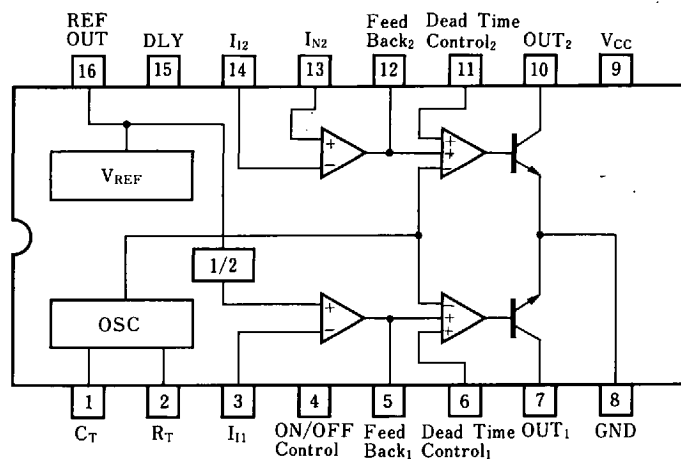 REF OUT
DLY
I_I2
I_N2
Feed Back₂
Dead Time Control₂
OUT₂
V_CC
16 15 14 13 12 11 10 9
+
−
+
+
−
V_REF
1/2
OSC
+
−
−
+
+
1 2 3 4 5 6 7 8
C_T
R_T
I_I1
ON/OFF Control
Feed Back₁
Dead Time Control₁
OUT₁
GND